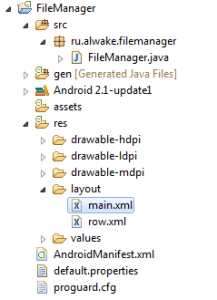 FileManager
src
ru.alwake.filemanager
FileManager.java
gen [Generated Java Files]
Android 2.1-update1
assets
res
drawable-hdpi
drawable-ldpi
drawable-mdpi
layout
main.xml
row.xml
values
AndroidManifest.xml
default.properties
proguard.cfg